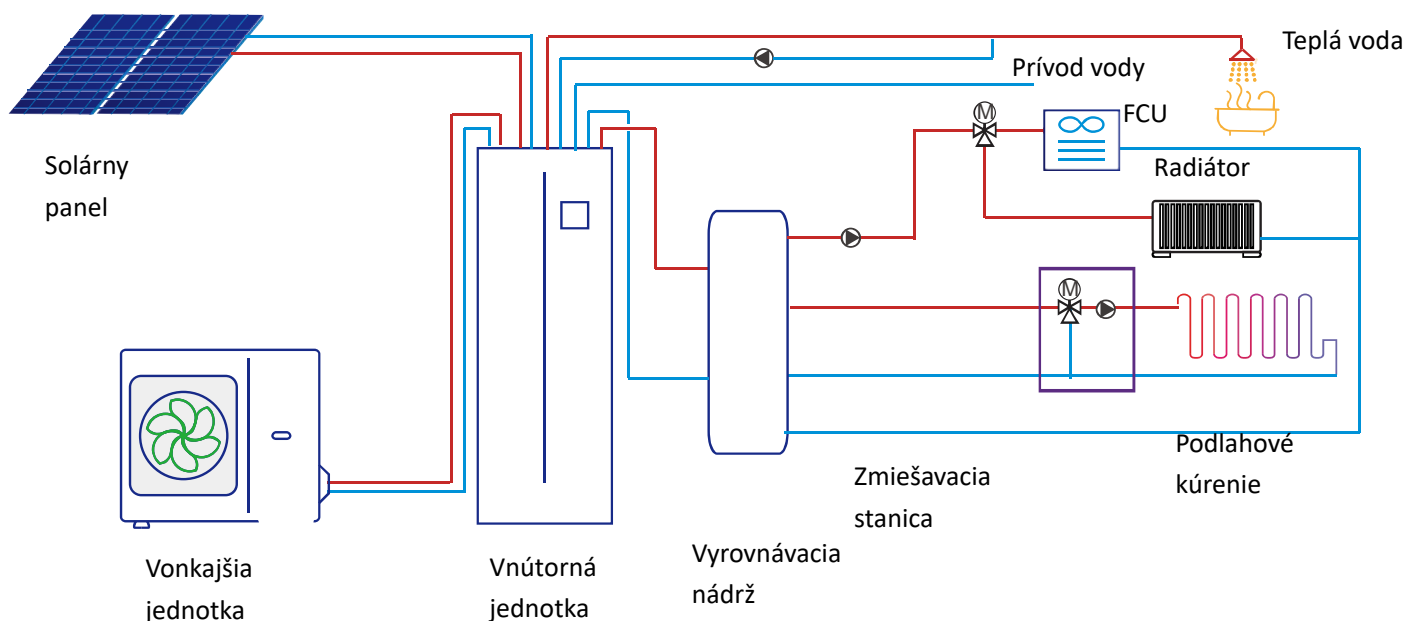 Teplá voda
Prívod vody
FCU
M
Solárny
panel
Radiátor
M
Podlahové
kúrenie
Zmiešavacia
stanica
Vonkajšia
jednotka
Vnútorná
jednotka
Vyrovnávacia
nádrž